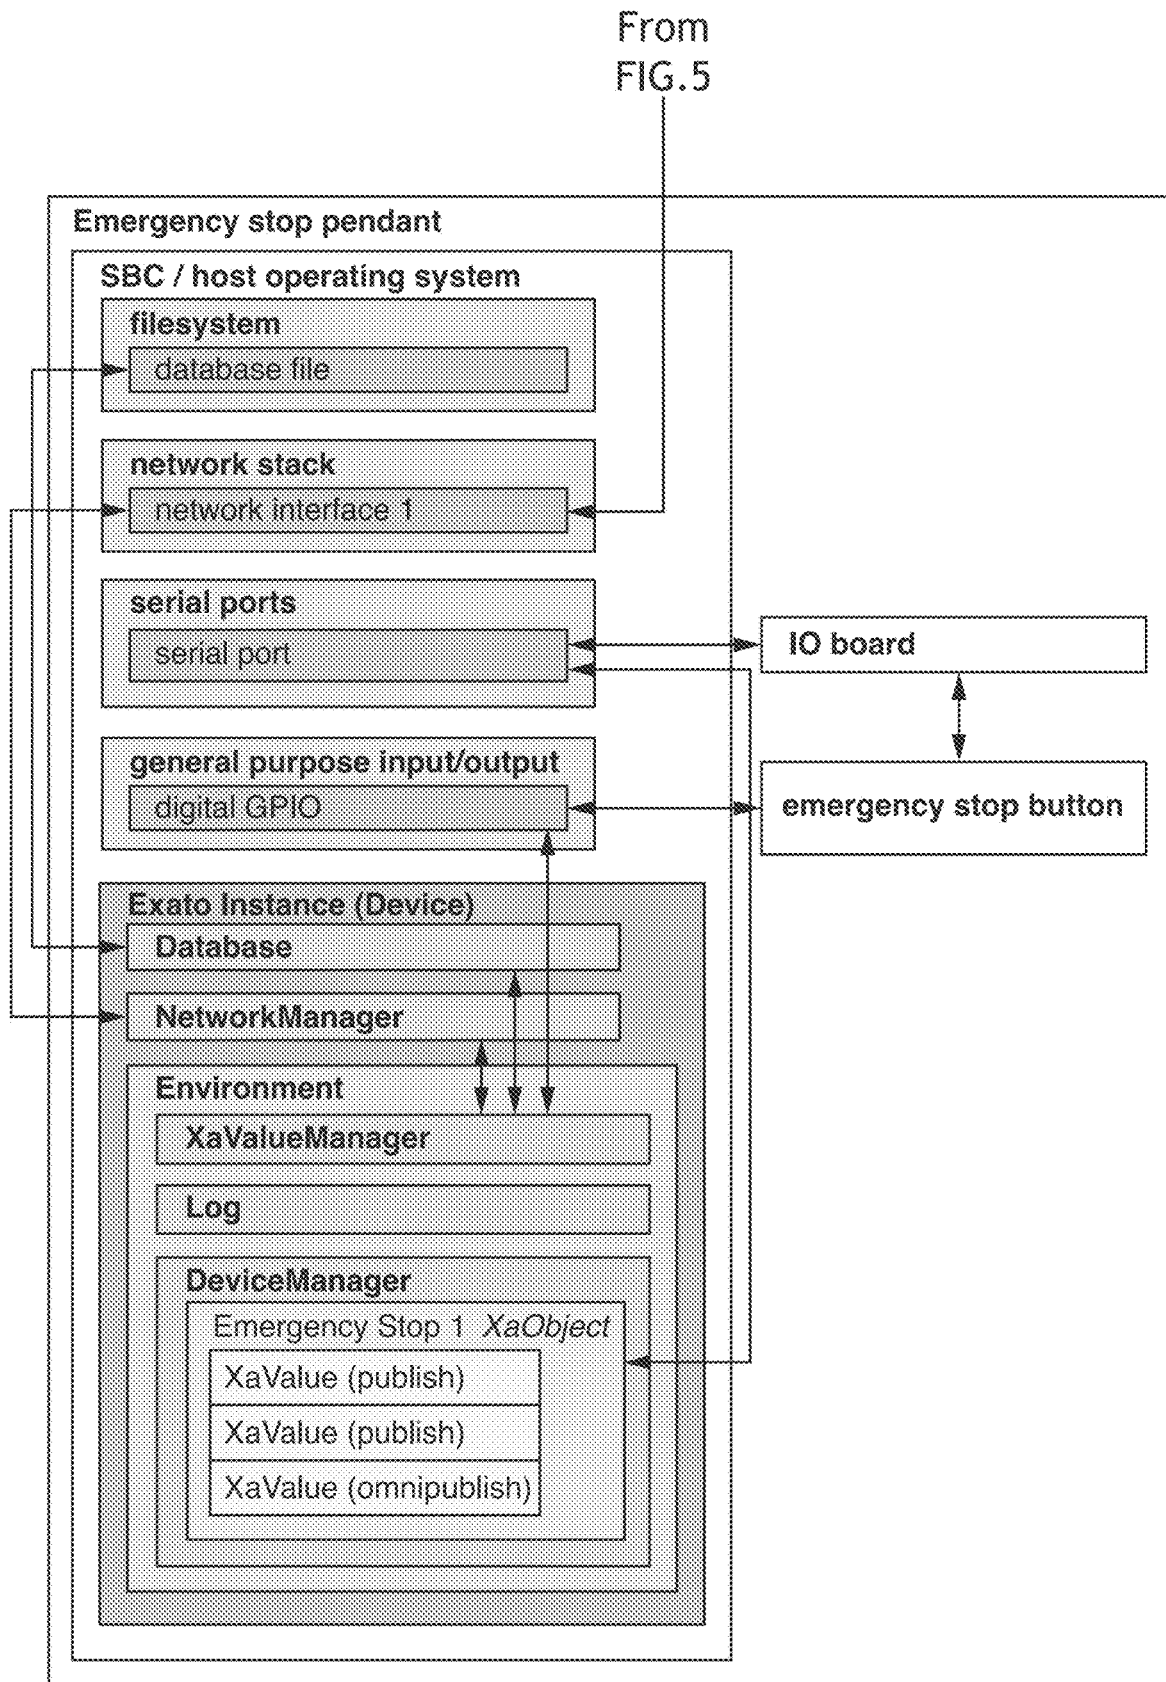 From
FIG.5
Emergency stop pendant
SBC / host operating system
filesystem
database file
network stack
network interface 1
serial ports
serial port
IO board
general purpose input/output
digital GPIO
emergency stop button
Exato Instance (Device)
Database
NetworkManager
Environment
XaValueManager
Log
DeviceManager
Emergency Stop 1 XaObject
XaValue (publish)
XaValue (publish)
XaValue (omnipublish)